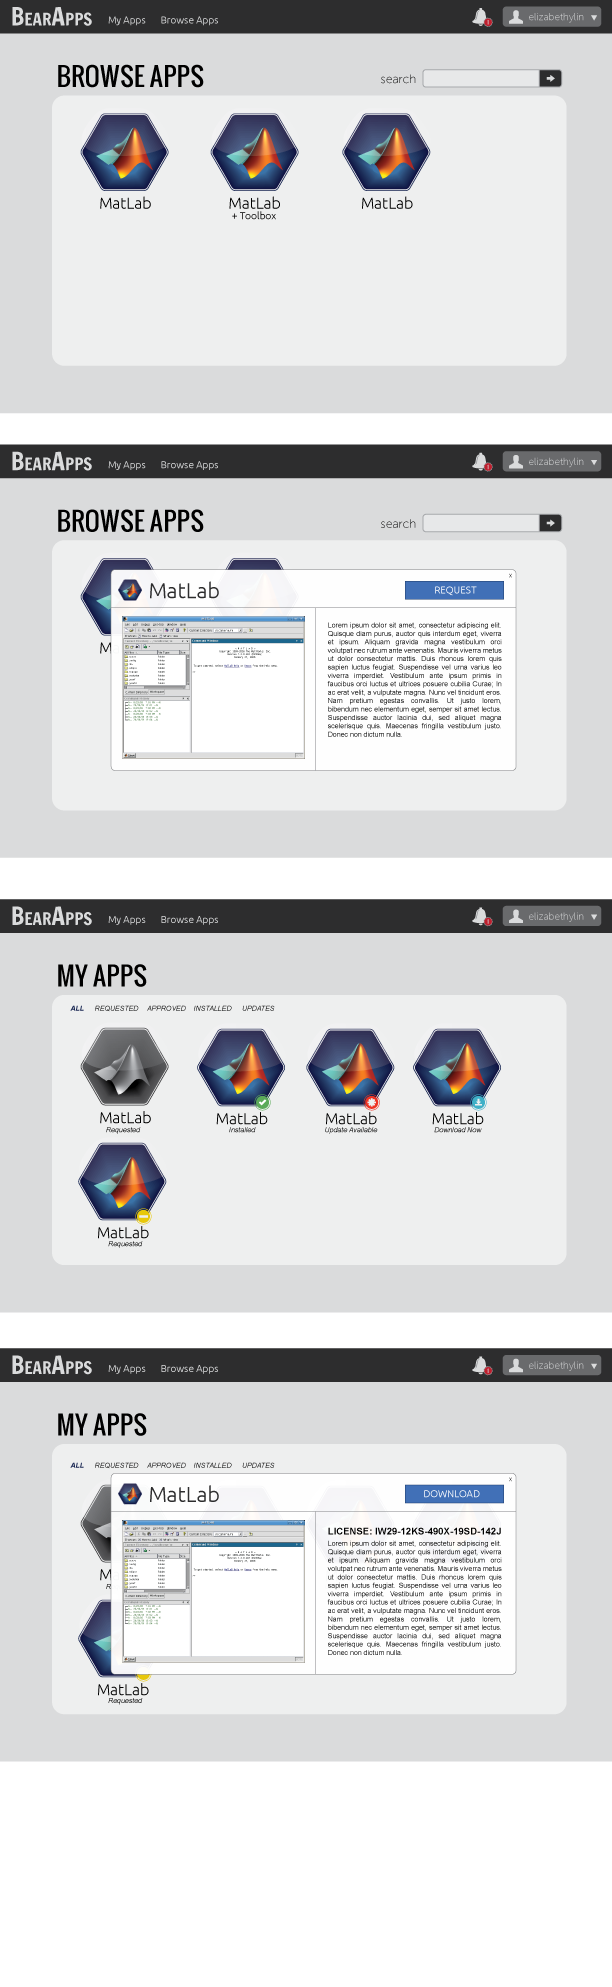 BEARAPPS My Apps Browse Apps elizabethylin
BROWSE APPS
search
MatLab MatLab MatLab
+ Toolbox
BEARAPPS My Apps Browse Apps elizabethylin
BROWSE APPS
search
x
MatLab REQUEST
M
Lorem ipsum dolor sit amet, consectetur adipiscing elit.
Quisque diam purus, auctor quis interdum eget, viverra
et ipsum. Aliquam gravida magna vestibulum orci
volutpat nec rutrum ante venenatis. Mauris viverra metus
ut dolor consectetur mattis. Duis rhoncus lorem quis
sapien luctus feugiat. Suspendisse vel urna varius leo
viverra imperdiet. Vestibulum ante ipsum primis in
faucibus orci luctus et ultrices posuere cubilia Curae; In
ac erat velit, a vulputate magna. Nunc vel tincidunt eros.
Nam pretium egestas convallis. Ut justo lorem,
bibendum nec elementum eget, semper sit amet lectus.
Suspendisse auctor lacinia dui, sed aliquet magna
scelerisque quis. Maecenas fringilla vestibulum justo.
Donec non dictum nulla.
BEARAPPS My Apps Browse Apps elizabethylin
MY APPS
ALL REQUESTED APPROVED INSTALLED UPDATES
MatLab MatLab MatLab MatLab
Requested Installed Update Available Download Now
MatLab
Requested
BEARAPPS My Apps Browse Apps elizabethylin
MY APPS
ALL REQUESTED APPROVED INSTALLED UPDATES
x
MatLab DOWNLOAD
LICENSE: IW29-12KS-490X-19SD-142J
Lorem ipsum dolor sit amet, consectetur adipiscing elit.
Quisque diam purus, auctor quis interdum eget, viverra
et ipsum. Aliquam gravida magna vestibulum orci
volutpat nec rutrum ante venenatis. Mauris viverra metus
ut dolor consectetur mattis. Duis rhoncus lorem quis
sapien luctus feugiat. Suspendisse vel urna varius leo
viverra imperdiet. Vestibulum ante ipsum primis in
faucibus orci luctus et ultrices posuere cubilia Curae; In
ac erat velit, a vulputate magna. Nunc vel tincidunt eros.
Nam pretium egestas convallis. Ut justo lorem,
bibendum nec elementum eget, semper sit amet lectus.
Suspendisse auctor lacinia dui, sed aliquet magna
scelerisque quis. Maecenas fringilla vestibulum justo.
Donec non dictum nulla.
M
R
MatLab
Requested